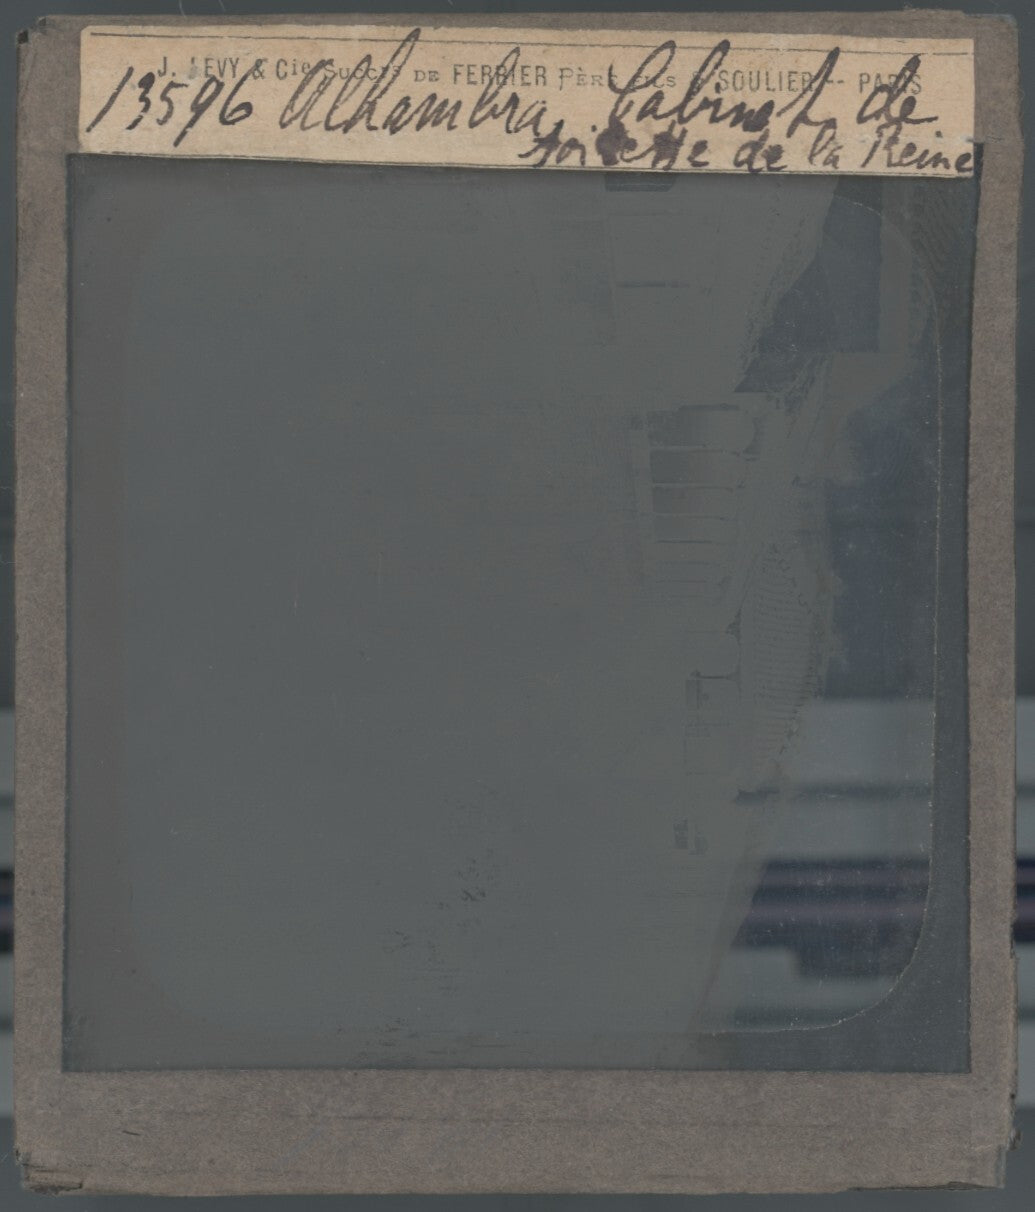 J. LEVY & Cie Succrs DE FERRIER PÈRE FILS & SOULIER -- PARIS
13596 Alhambra. Cabinet de
toilette de la Reine